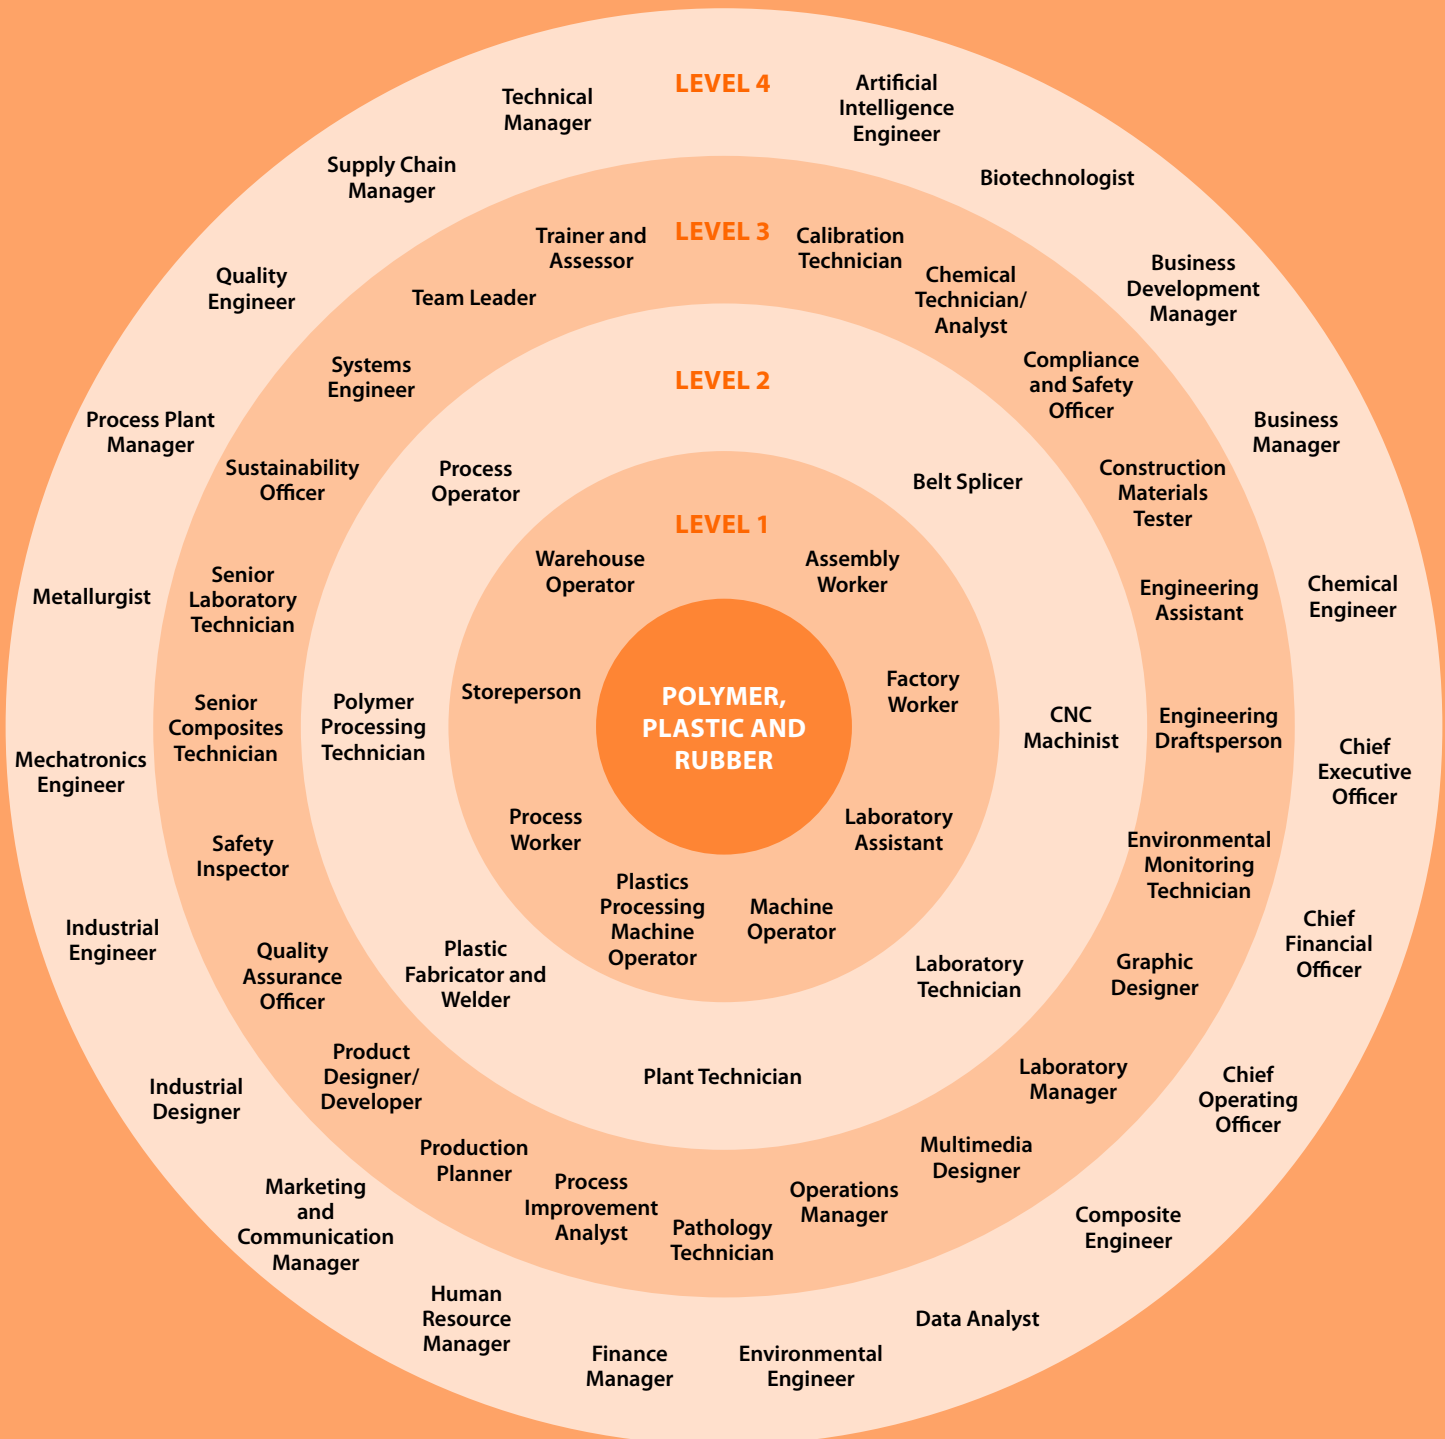 LEVEL 4
Artificial
Intelligence
Engineer
Biotechnologist
Business
Development
Manager
Business
Manager
Chemical
Engineer
Chief
Executive
Officer
Chief
Financial
Officer
Chief
Operating
Officer
Composite
Engineer
Data Analyst
Environmental
Engineer
Finance
Manager
Human
Resource
Manager
Marketing
and
Communication
Manager
Industrial
Designer
Industrial
Engineer
Mechatronics
Engineer
Metallurgist
Process Plant
Manager
Quality
Engineer
Supply Chain
Manager
Technical
Manager
LEVEL 3
Calibration
Technician
Chemical
Technician/
Analyst
Compliance
and Safety
Officer
Construction
Materials
Tester
Engineering
Assistant
Engineering
Draftsperson
Environmental
Monitoring
Technician
Graphic
Designer
Laboratory
Manager
Multimedia
Designer
Operations
Manager
Pathology
Technician
Process
Improvement
Analyst
Production
Planner
Product
Designer/
Developer
Quality
Assurance
Officer
Safety
Inspector
Senior
Composites
Technician
Senior
Laboratory
Technician
Sustainability
Officer
Systems
Engineer
Team Leader
Trainer and
Assessor
LEVEL 2
Belt Splicer
CNC
Machinist
Laboratory
Technician
Plant Technician
Plastic
Fabricator and
Welder
Polymer
Processing
Technician
Process
Operator
LEVEL 1
Assembly
Worker
Factory
Worker
Laboratory
Assistant
Machine
Operator
Plastics
Processing
Machine
Operator
Process
Worker
Storeperson
Warehouse
Operator
POLYMER,
PLASTIC AND
RUBBER